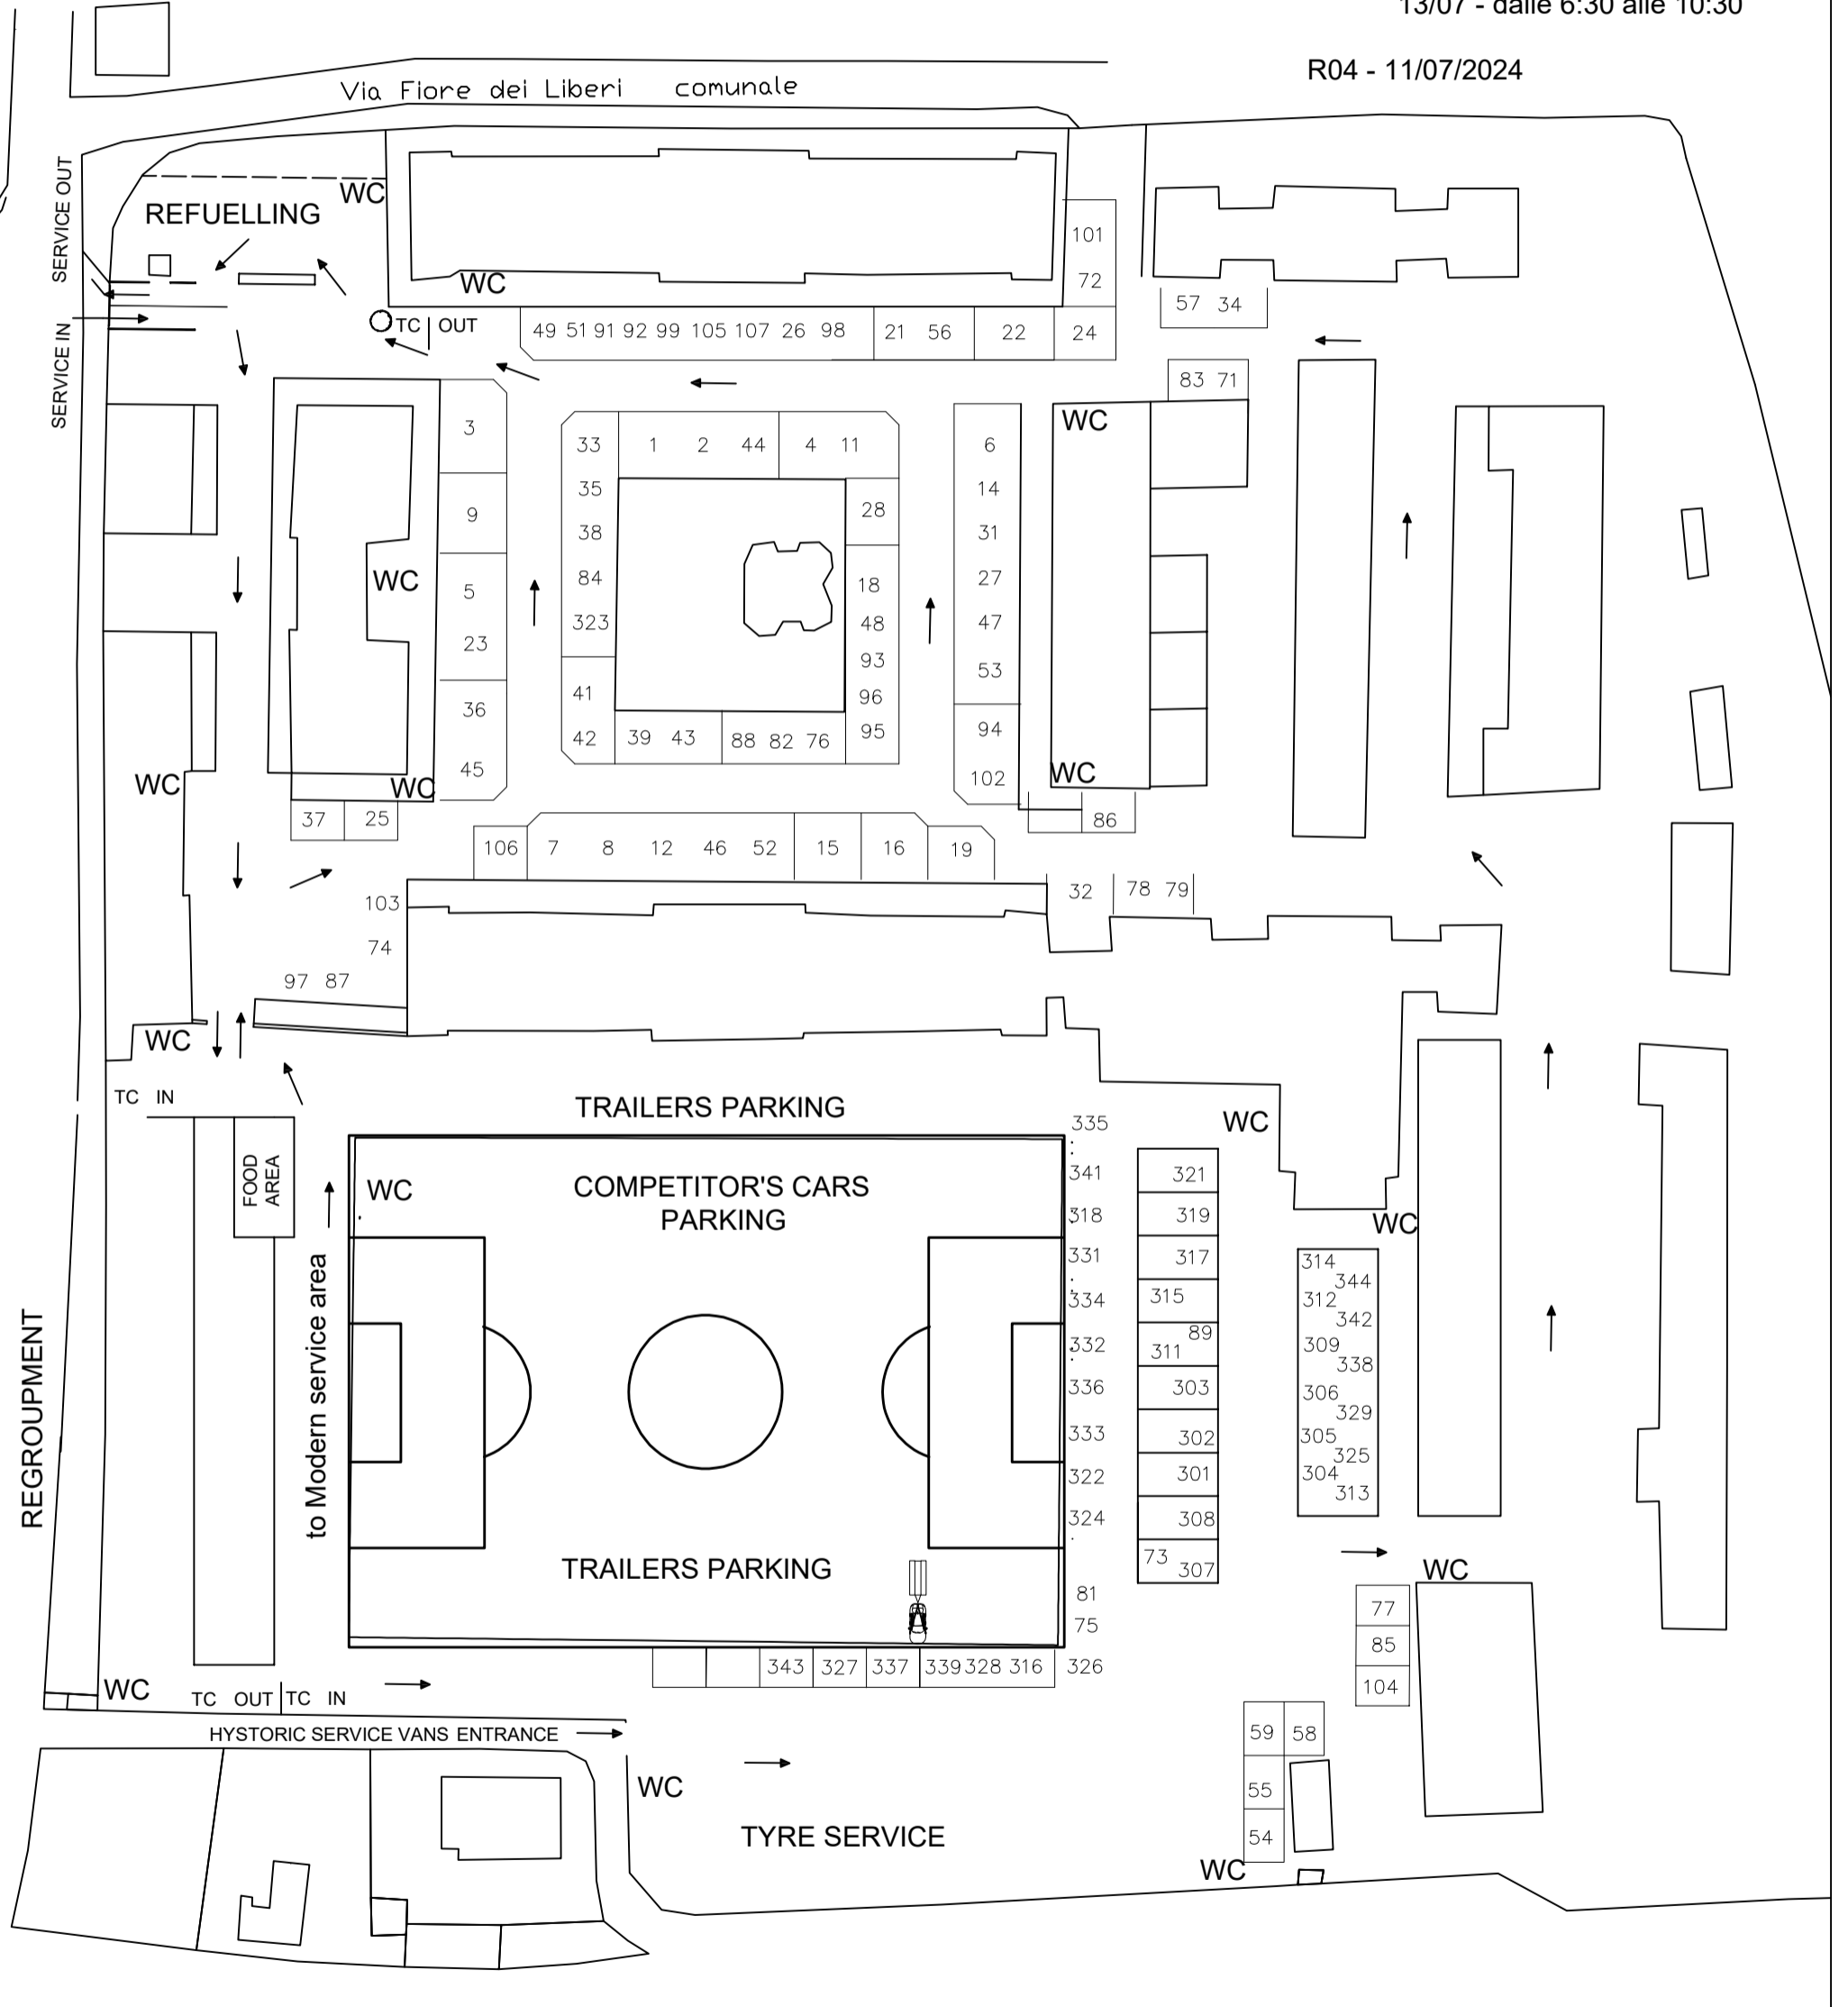 13/07 - dalle 6:30 alle 10:30
R04 - 11/07/2024
Via Fiore dei Liberi comunale
SERVICE OUT
WC
REFUELLING
101
WC
72
57 34
SERVICE IN
TC OUT
49 51 91 92 99 105 107 26 98 21 56 22 24
83 71
3
33 1 2 44 4 11 6
WC
35
14
9
28
38
31
WC
84
27
5
18
323
47
48
23
93
53
41
96
36
94
42 39 43 88 82 76 95
45
102
WC
WC
WC
37 25
86
106 7 8 12 46 52 15 16 19
32 78 79
103
74
97 87
WC
TC IN
TRAILERS PARKING
335
WC
FOOD
AREA
WC
COMPETITOR'S CARS
PARKING
341
321
318
319
WC
331
317
314
344
334
315
312
342
332
89
311
309
338
336
303
306
329
333
302
305
325
322
301
304
313
324
308
REGROUPMENT
to Modern service area
TRAILERS PARKING
73
307
WC
81
77
75
85
343 327 337 339 328 316 326
104
WC
TC OUT TC IN
HYSTORIC SERVICE VANS ENTRANCE
59 58
WC
55
TYRE SERVICE
54
WC